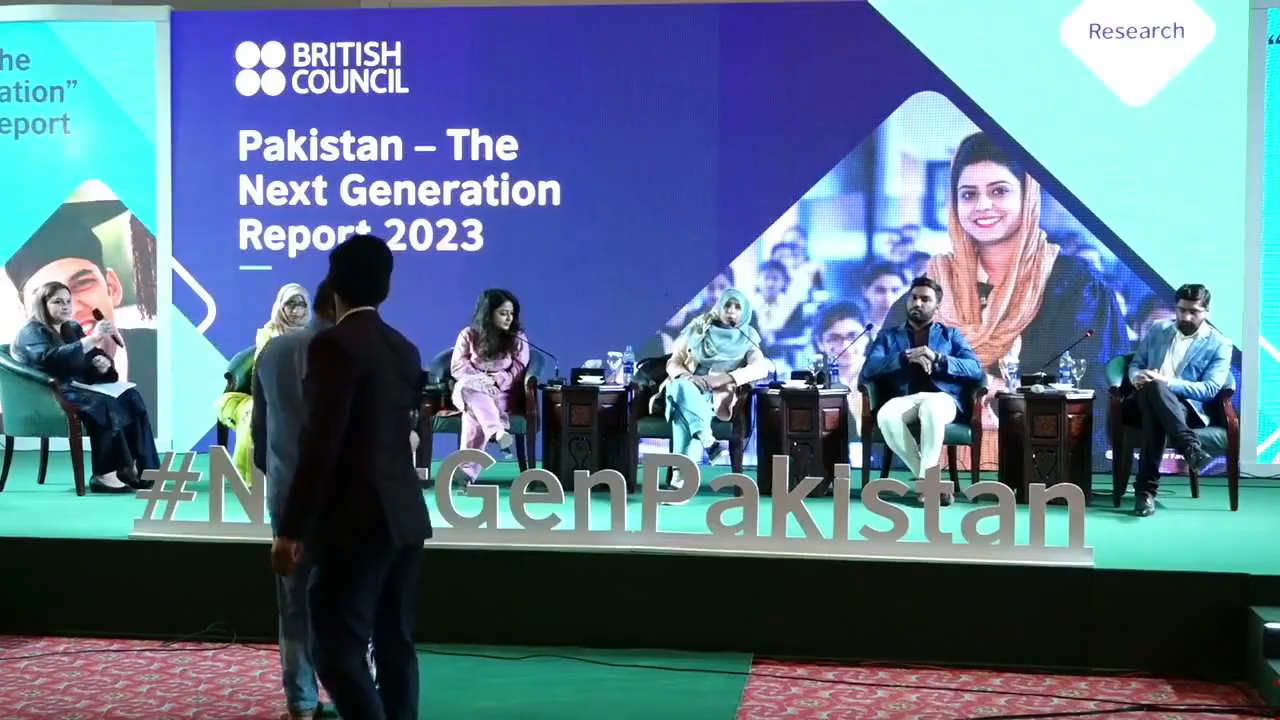 he
ation”
eport
BRITISH
COUNCIL
Pakistan – The
Next Generation
Report 2023
Research
“
#N GenPakistan